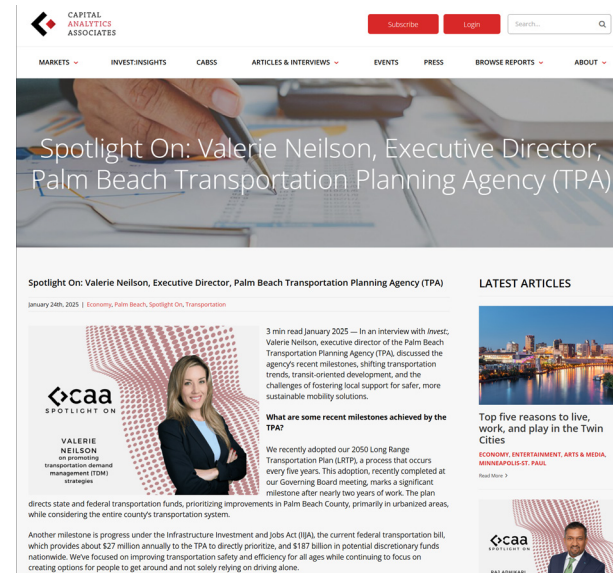 CAPITAL
ANALYTICS
ASSOCIATES
Subscribe
Login
Search...
MARKETS
INVEST:INSIGHTS
CABSS
ARTICLES & INTERVIEWS
EVENTS
PRESS
BROWSE REPORTS
ABOUT
Spotlight On: Valerie Neilson, Executive Director,
Palm Beach Transportation Planning Agency (TPA)
Spotlight On: Valerie Neilson, Executive Director, Palm Beach Transportation Planning Agency (TPA)
January 24th, 2025 | Economy, Palm Beach, Spotlight On, Transportation
caa
SPOTLIGHT ON
VALERIE
NEILSON
on promoting
transportation demand
management (TDM)
strategies
3 min read January 2025 — In an interview with Invest:,
Valerie Neilson, executive director of the Palm Beach
Transportation Planning Agency (TPA), discussed the
agency's recent milestones, shifting transportation
trends, transit-oriented development, and the
challenges of fostering local support for safer, more
sustainable mobility solutions.
What are some recent milestones achieved by the
TPA?
We recently adopted our 2050 Long Range
Transportation Plan (LRTP), a process that occurs
every five years. This adoption, recently completed at
our Governing Board meeting, marks a significant
milestone after nearly two years of work. The plan
directs state and federal transportation funds, prioritizing improvements in Palm Beach County, primarily in urbanized areas,
while considering the entire county's transportation system.
Another milestone is progress under the Infrastructure Investment and Jobs Act (IIJA), the current federal transportation bill,
which provides about $27 million annually to the TPA to directly prioritize, and $187 billion in potential discretionary funds
nationwide. We've focused on improving transportation safety and efficiency for all ages while continuing to focus on
creating options for people to get around and not solely relying on driving alone.
LATEST ARTICLES
Top five reasons to live,
work, and play in the Twin
Cities
ECONOMY, ENTERTAINMENT, ARTS & MEDIA,
MINNEAPOLIS-ST. PAUL
Read More
caa
SPOTLIGHT ON